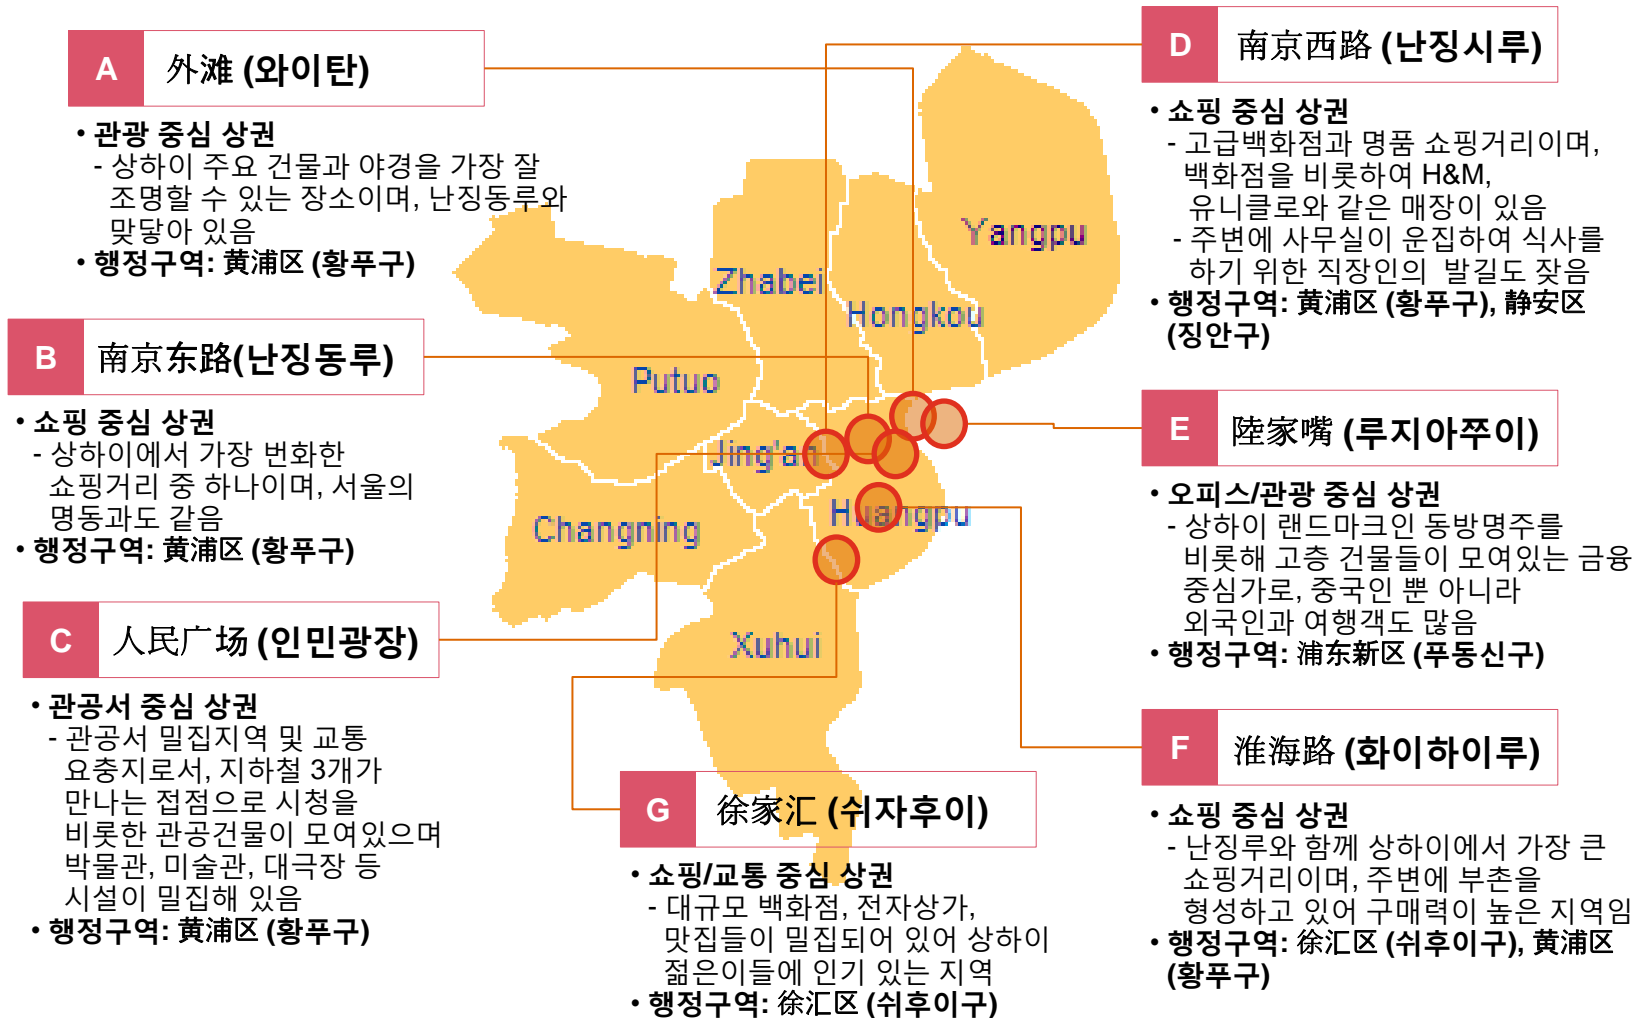 A 外滩 (와이탄)
• 관광 중심 상권
- 상하이 주요 건물과 야경을 가장 잘
조명할 수 있는 장소이며, 난징동루와
맞닿아 있음
• 행정구역: 黄浦区 (황푸구)
B 南京东路(난징동루)
• 쇼핑 중심 상권
- 상하이에서 가장 번화한
쇼핑거리 중 하나이며, 서울의
명동과도 같음
• 행정구역: 黄浦区 (황푸구)
C 人民广场 (인민광장)
• 관공서 중심 상권
- 관공서 밀집지역 및 교통
요충지로서, 지하철 3개가
만나는 접점으로 시청을
비롯한 관공건물이 모여있으며
박물관, 미술관, 대극장 등
시설이 밀집해 있음
• 행정구역: 黄浦区 (황푸구)
Yangpu
Zhabei
Hongkou
Putuo
Jing'an
Changning
Huangpu
Xuhui
G 徐家汇 (쉬자후이)
• 쇼핑/교통 중심 상권
- 대규모 백화점, 전자상가,
맛집들이 밀집되어 있어 상하이
젊은이들에 인기 있는 지역
• 행정구역: 徐汇区 (쉬후이구)
D 南京西路 (난징시루)
• 쇼핑 중심 상권
- 고급백화점과 명품 쇼핑거리이며,
백화점을 비롯하여 H&M,
유니클로와 같은 매장이 있음
- 주변에 사무실이 운집하여 식사를
하기 위한 직장인의 발길도 잦음
• 행정구역: 黄浦区 (황푸구), 静安区
(징안구)
E 陸家嘴 (루지아쭈이)
• 오피스/관광 중심 상권
- 상하이 랜드마크인 동방명주를
비롯해 고층 건물들이 모여있는 금융
중심가로, 중국인 뿐 아니라
외국인과 여행객도 많음
• 행정구역: 浦东新区 (푸동신구)
F 淮海路 (화이하이루)
• 쇼핑 중심 상권
- 난징루와 함께 상하이에서 가장 큰
쇼핑거리이며, 주변에 부촌을
형성하고 있어 구매력이 높은 지역임
• 행정구역: 徐汇区 (쉬후이구), 黄浦区
(황푸구)